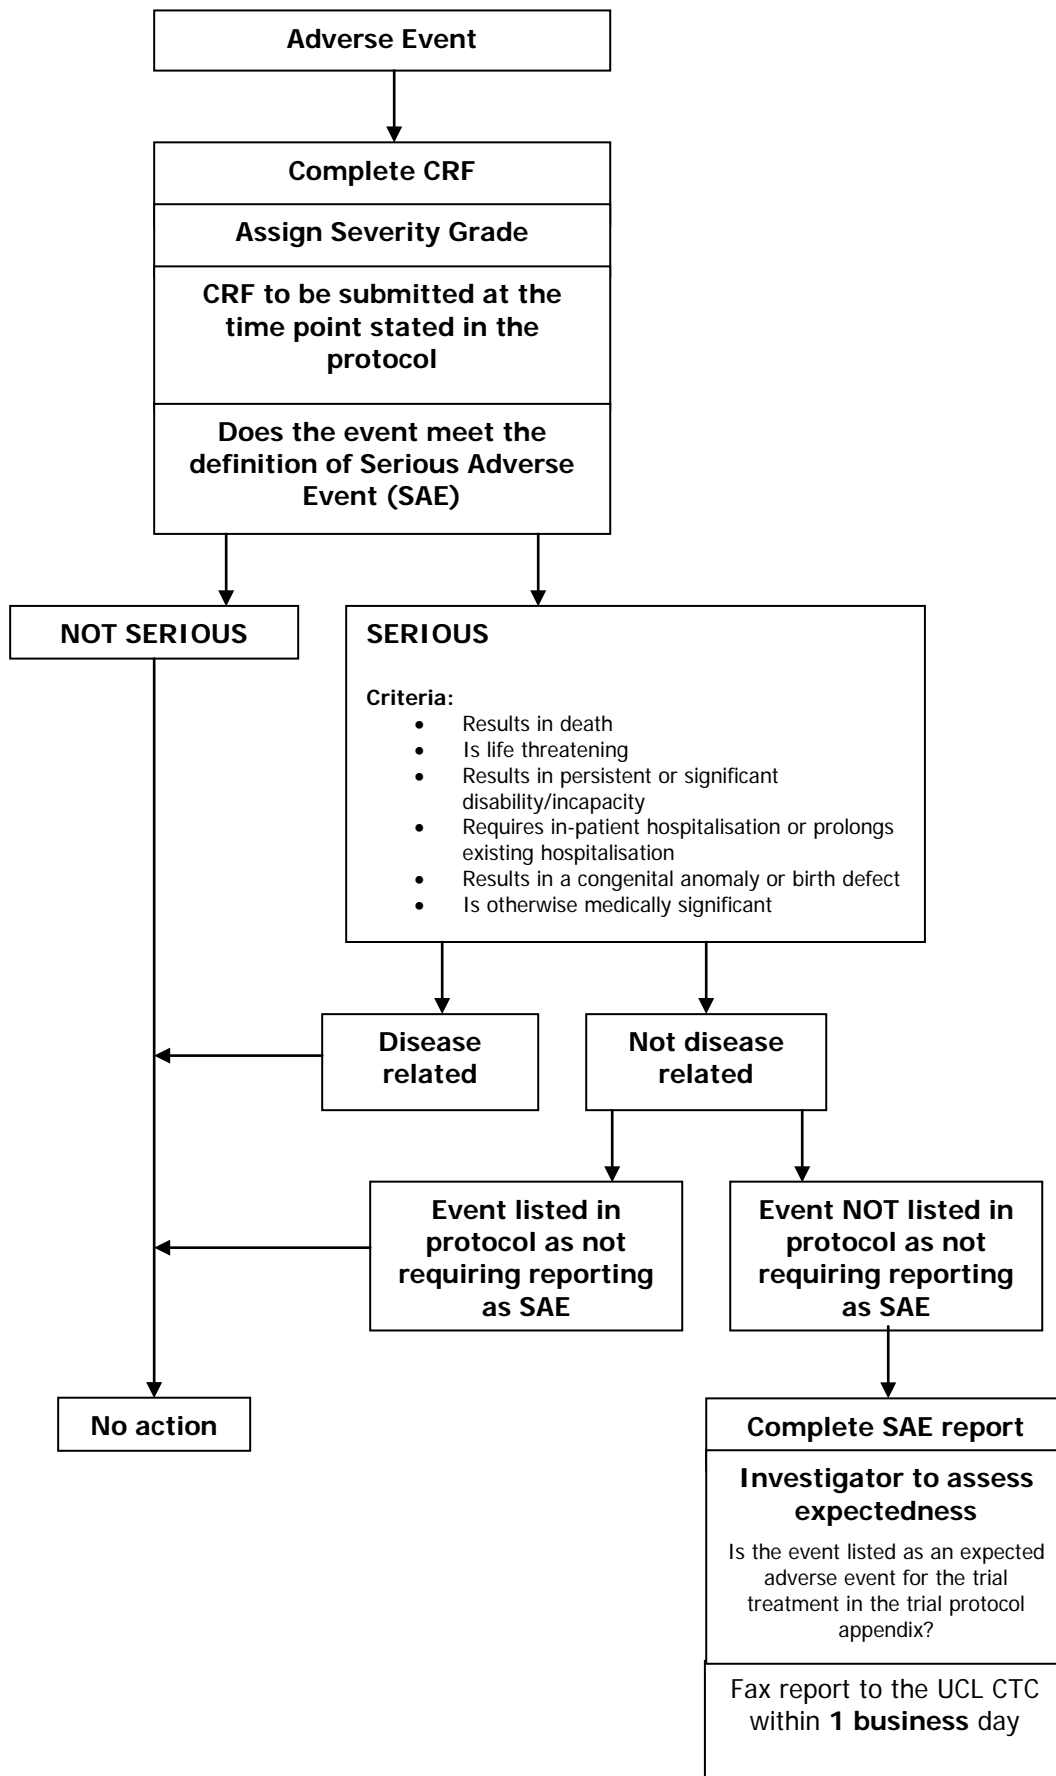 Adverse Event
Complete CRF
Assign Severity Grade
CRF to be submitted at the
time point stated in the
protocol
Does the event meet the
definition of Serious Adverse
Event (SAE)
NOT SERIOUS
SERIOUS
Criteria:
• Results in death
• Is life threatening
• Results in persistent or significant
disability/incapacity
• Requires in-patient hospitalisation or prolongs
existing hospitalisation
• Results in a congenital anomaly or birth defect
• Is otherwise medically significant
Disease
related
Not disease
related
Event listed in
protocol as not
requiring reporting
as SAE
Event NOT listed in
protocol as not
requiring reporting
as SAE
No action
Complete SAE report
Investigator to assess
expectedness
Is the event listed as an expected
adverse event for the trial
treatment in the trial protocol
appendix?
Fax report to the UCL CTC
within 1 business day